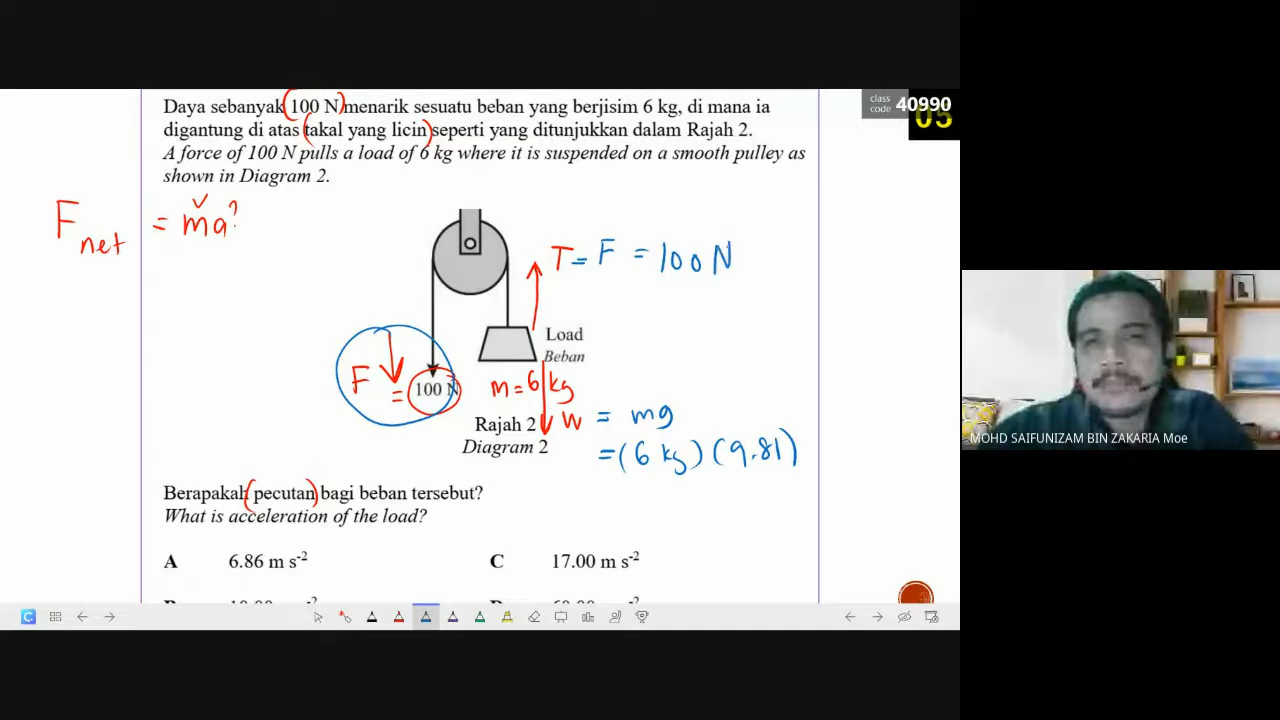 Daya sebanyak (100 N) menarik sesuatu beban yang berjisim 6 kg, di mana ia
digantung di atas (takal yang licin) seperti yang ditunjukkan dalam Rajah 2.
A force of 100 N pulls a load of 6 kg where it is suspended on a smooth pulley as
shown in Diagram 2.
class code 40990
05
F net = ma?
T = F = 100 N
Load
Beban
F = 100 N
m = 6 kg
Rajah 2
Diagram 2
W = mg
= (6 kg) (9.81)
MOHD SAIFUNIZAM BIN ZAKARIA Moe
Berapakah (pecutan) bagi beban tersebut?
What is acceleration of the load?
A 6.86 m s-2
C 17.00 m s-2